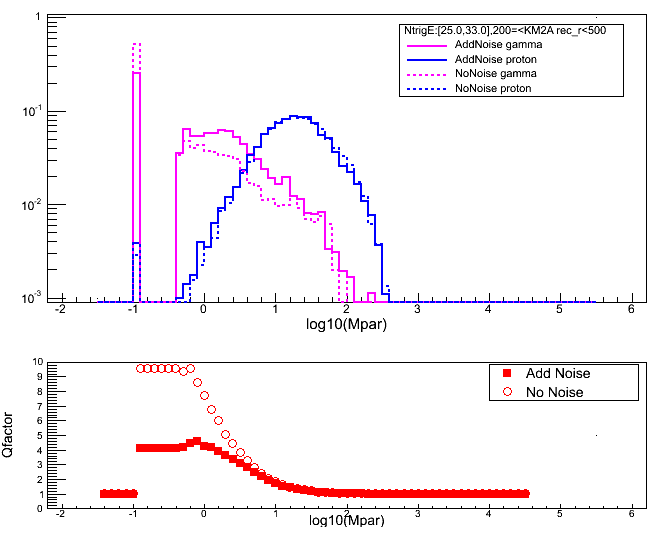 1
NtrigE:[25.0,33.0],200=<KM2A rec_r<500
AddNoise gamma
AddNoise proton
NoNoise gamma
NoNoise proton
10-1
10-2
10-3
-2 -1 0 1 2 3 4 5 6
log10(Mpar)
10
9
8
7
6
5
4
3
2
1
0
Qfactor
Add Noise
No Noise
-2 -1 0 1 2 3 4 5 6
log10(Mpar)